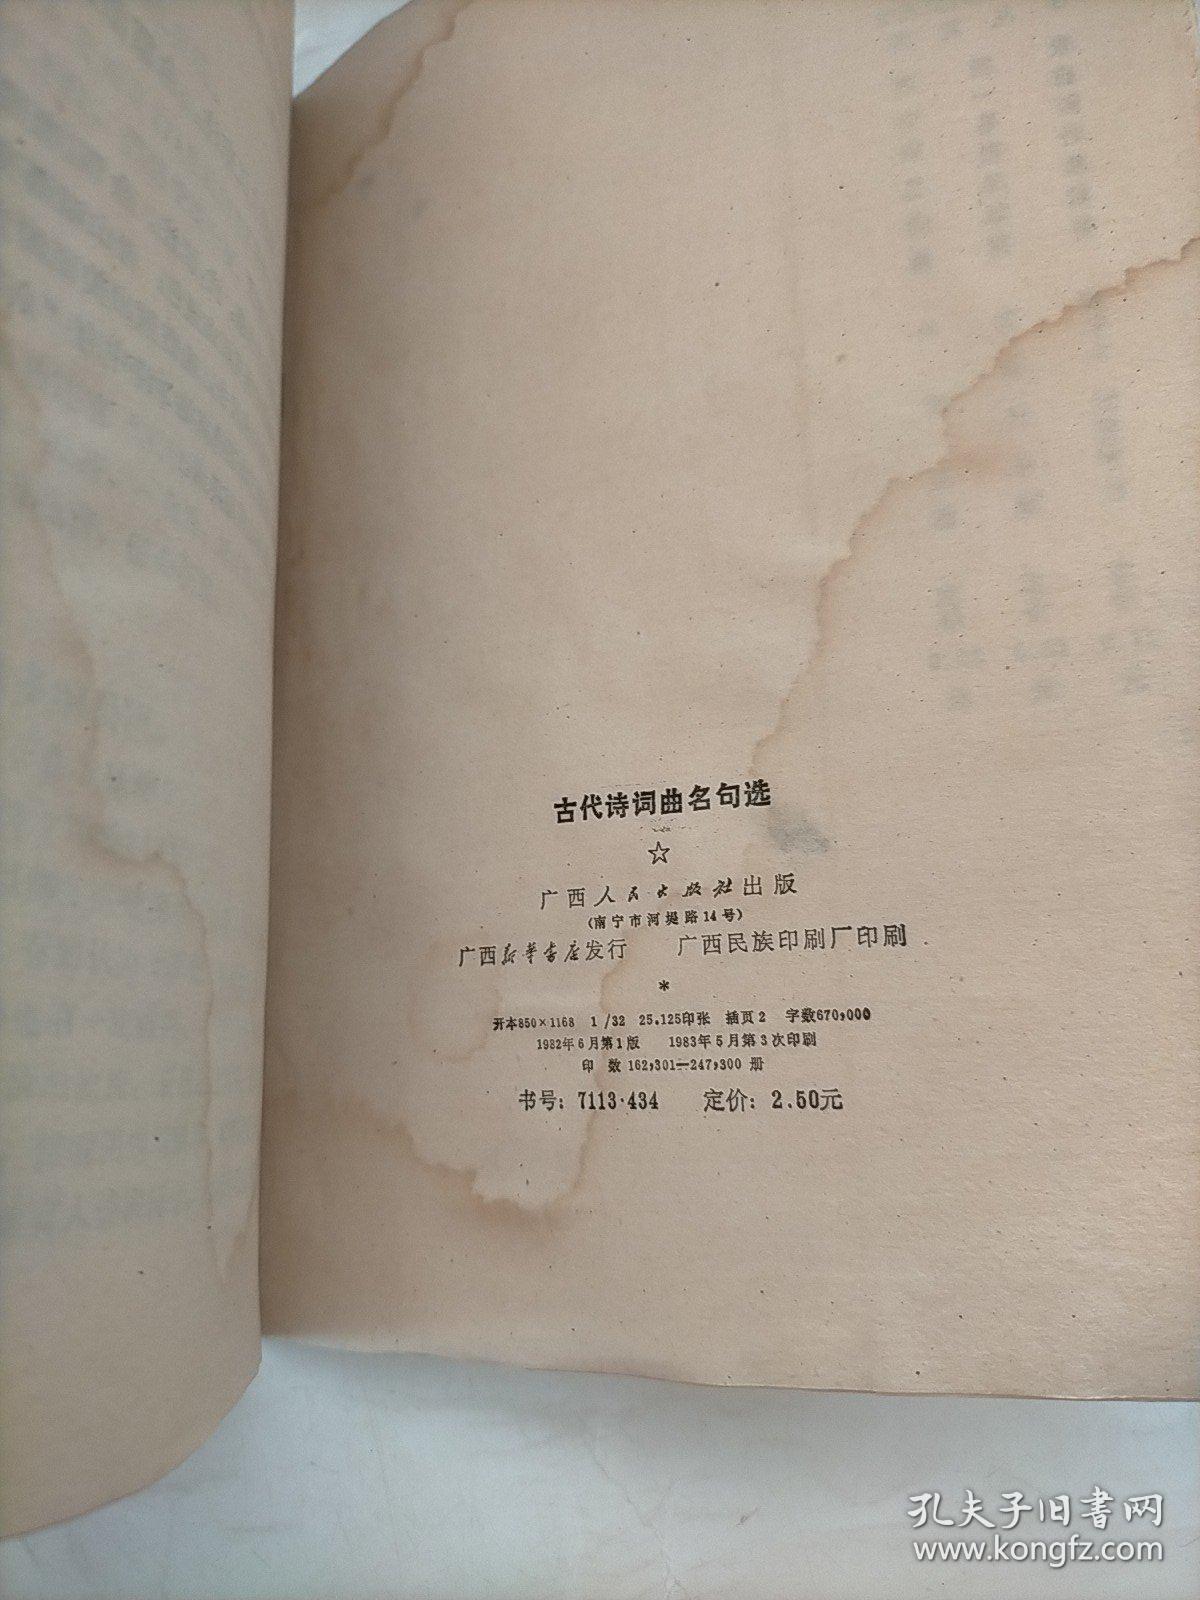 古代诗词曲名句选
☆
广西人民出版社出版
(南宁市河堤路14号)
广西新华书店发行 广西民族印刷厂印刷
*
开本850×1168 1/32 25.125印张 插页2 字数670,000
1982年6月第1版 1983年5月第3次印刷
印数162,301—247,300册
书号：7113·434 定价：2.50元
孔夫子旧书网
www.kongfz.com